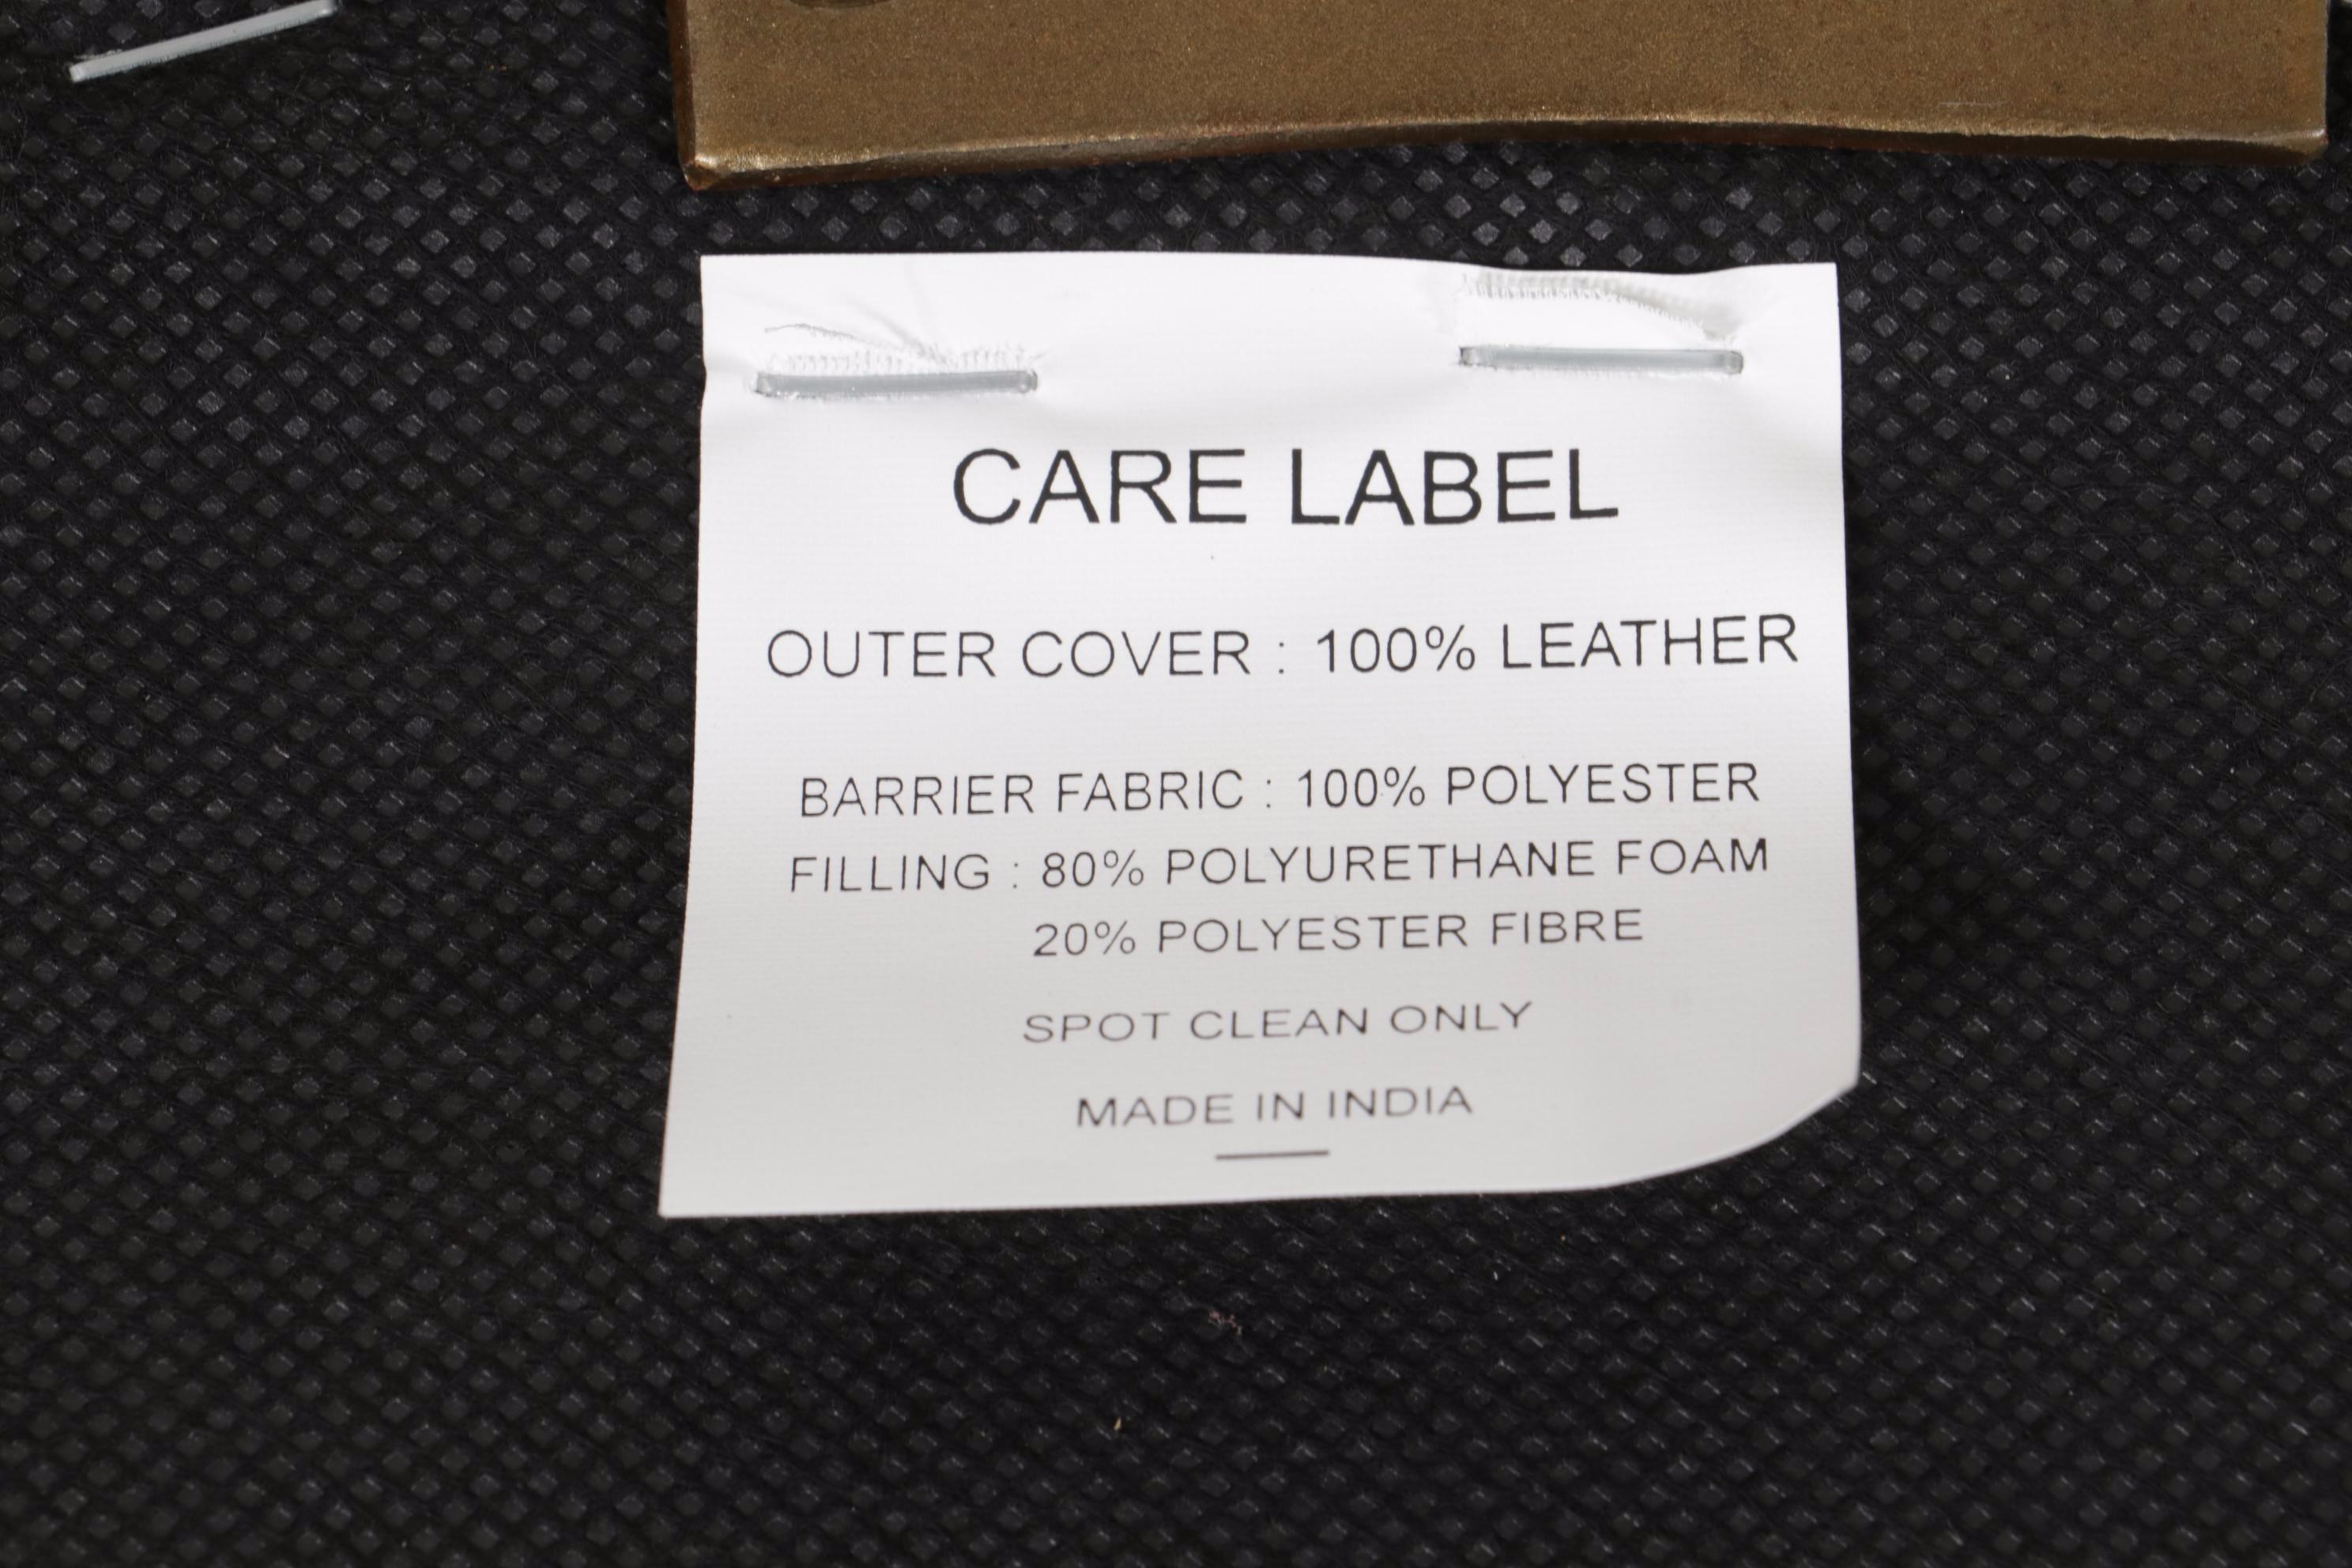 CARE LABEL
OUTER COVER : 100% LEATHER
BARRIER FABRIC : 100% POLYESTER
FILLING : 80% POLYURETHANE FOAM
20% POLYESTER FIBRE
SPOT CLEAN ONLY
MADE IN INDIA